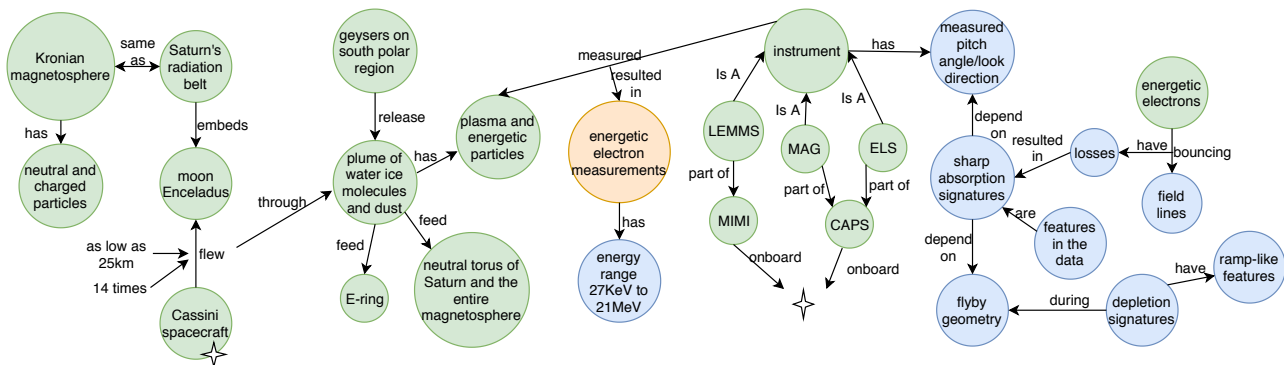 Kronian
magnetosphere
same
as
Saturn's
radiation
belt
has
neutral and
charged
particles
embeds
moon
Enceladus
as low as
25km
14 times
flew
through
Cassini
spacecraft
geysers on
south polar
region
release
plume of
water ice
molecules
and dust
has
feed
feed
E-ring
neutral torus of
Saturn and the
entire
magnetosphere
plasma and
energetic
particles
measured
resulted
in
energetic
electron
measurements
has
energy
range
27KeV to
21MeV
instrument
has
Is A
Is A
Is A
LEMMS
MAG
ELS
part of
part of
part of
MIMI
CAPS
onboard
onboard
measured
pitch
angle/look
direction
depend
on
sharp
absorption
signatures
resulted
in
losses
have
bouncing
energetic
electrons
field
lines
are
features
in the
data
depend
on
flyby
geometry
during
depletion
signatures
have
ramp-like
features